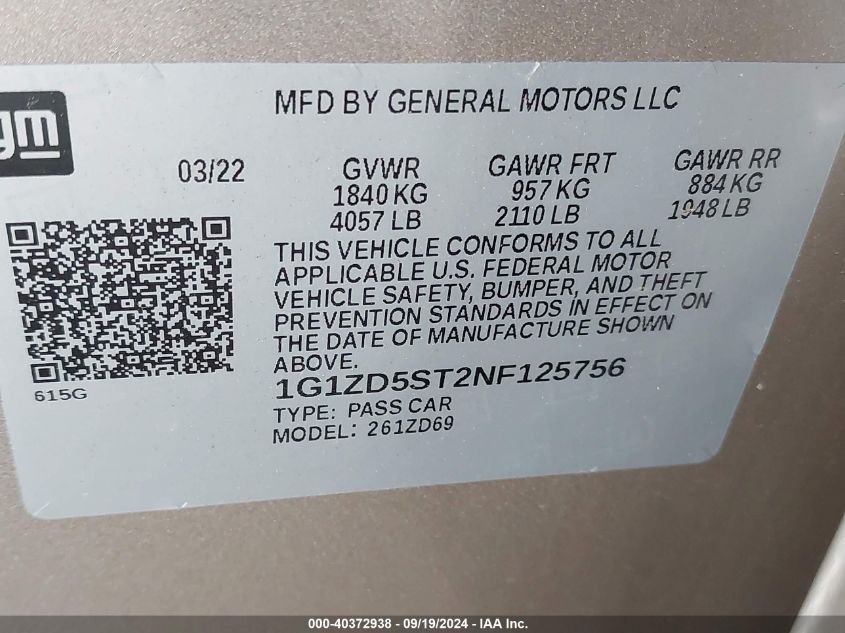 gm
MFD BY GENERAL MOTORS LLC
03/22 GVWR GAWR FRT GAWR RR
1840 KG 957 KG 884 KG
4057 LB 2110 LB 1948 LB
THIS VEHICLE CONFORMS TO ALL
APPLICABLE U.S. FEDERAL MOTOR
VEHICLE SAFETY, BUMPER, AND THEFT
PREVENTION STANDARDS IN EFFECT ON
THE DATE OF MANUFACTURE SHOWN
ABOVE.
1G1ZD5ST2NF125756
615G
TYPE: PASS CAR
MODEL: 261ZD69
000-40372938 - 09/19/2024 - IAA Inc.